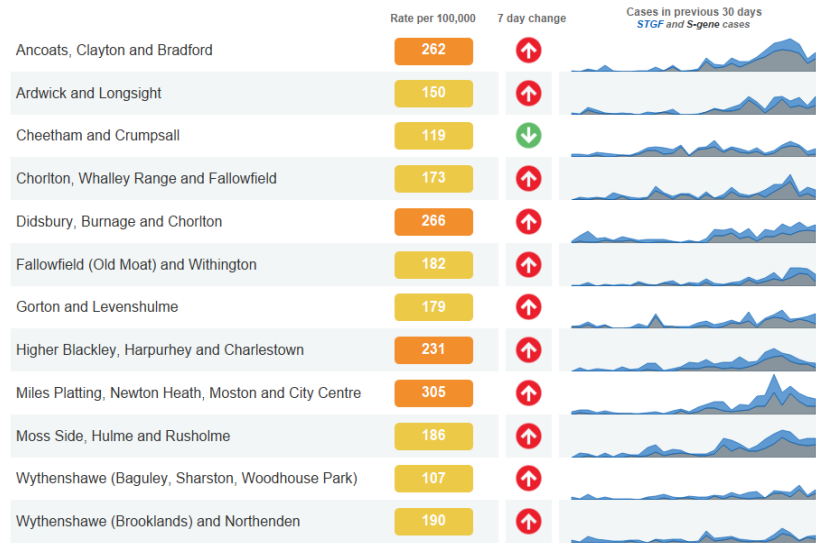 Rate per 100,000 7 day change Cases in previous 30 days
STGF and S-gene cases
Ancoats, Clayton and Bradford 262
Ardwick and Longsight 150
Cheetham and Crumpsall 119
Chorlton, Whalley Range and Fallowfield 173
Didsbury, Burnage and Chorlton 266
Fallowfield (Old Moat) and Withington 182
Gorton and Levenshulme 179
Higher Blackley, Harpurhey and Charlestown 231
Miles Platting, Newton Heath, Moston and City Centre 305
Moss Side, Hulme and Rusholme 186
Wythenshawe (Baguley, Sharston, Woodhouse Park) 107
Wythenshawe (Brooklands) and Northenden 190